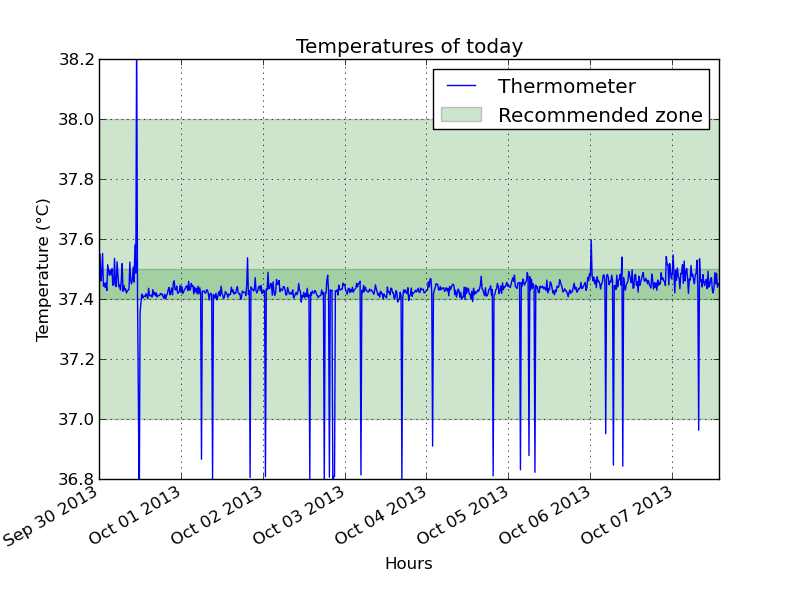 Temperatures of today
Thermometer
Recommended zone
Temperature (°C)
38.2
38.0
37.8
37.6
37.4
37.2
37.0
36.8
Sep 30 2013
Oct 01 2013
Oct 02 2013
Oct 03 2013
Oct 04 2013
Oct 05 2013
Oct 06 2013
Oct 07 2013
Hours